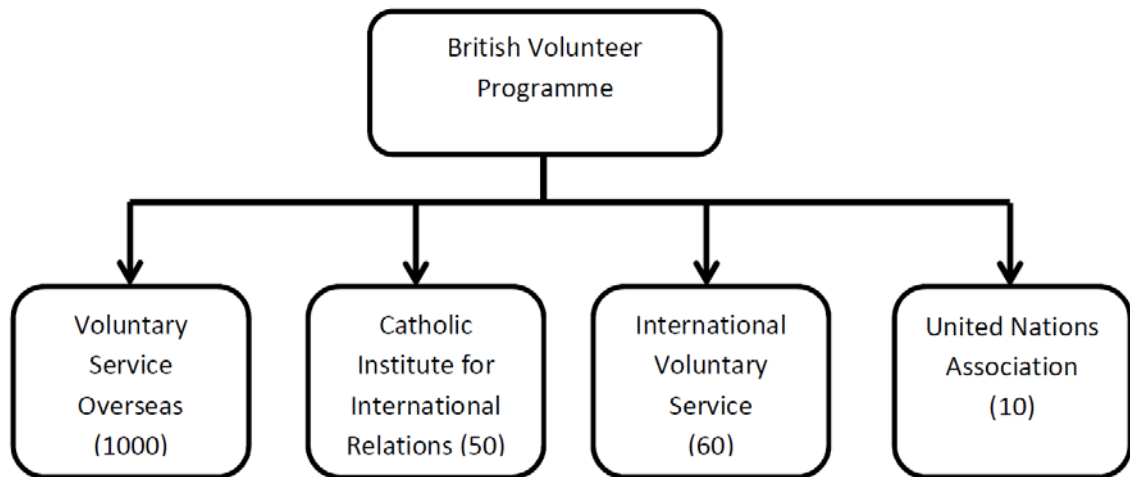 British Volunteer
Programme
Voluntary
Service
Overseas
(1000)
Catholic
Institute for
International
Relations (50)
International
Voluntary
Service
(60)
United Nations
Association
(10)